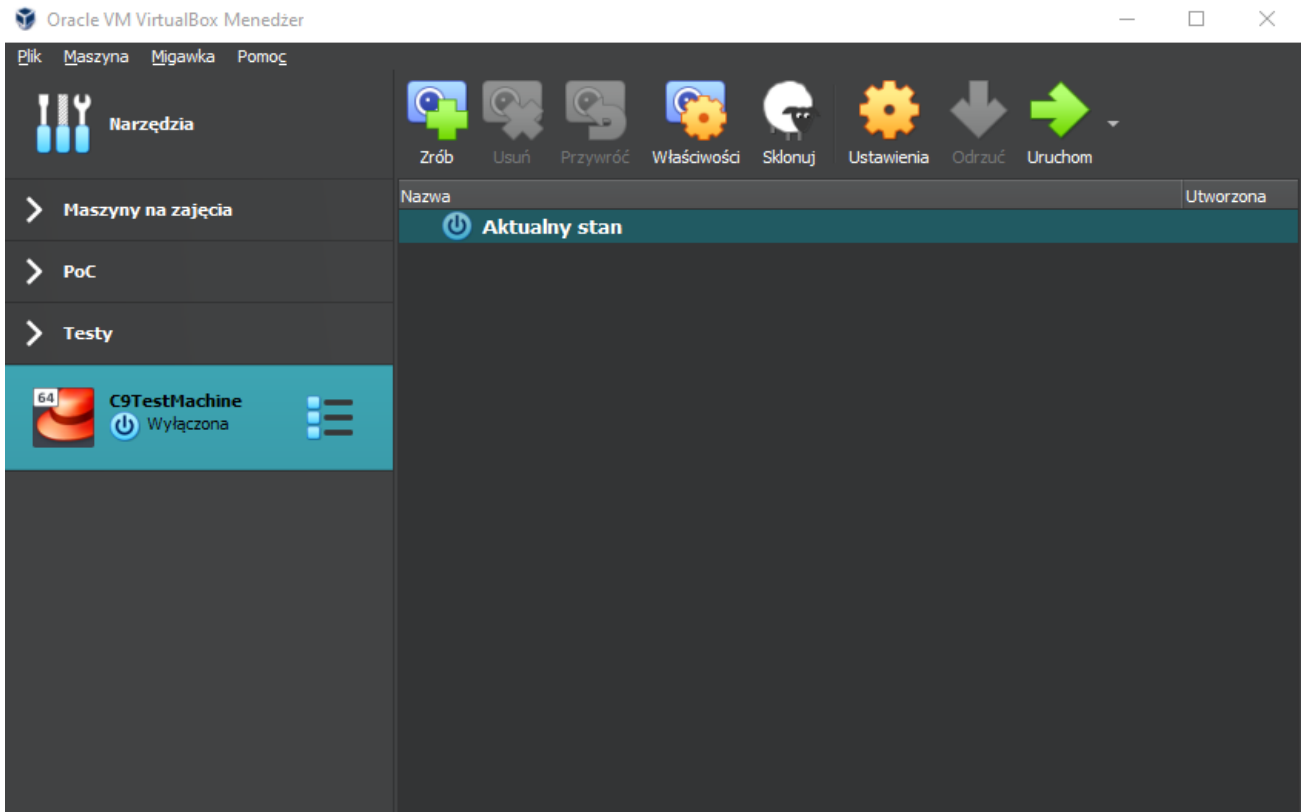 Oracle VM VirtualBox Menedżer
Plik Maszyna Migawka Pomoc
Narzędzia
Zrób Usuń Przywróć Właściwości Sklonuj Ustawienia Odrzuć Uruchom
Nazwa Utworzona
Aktualny stan
Maszyny na zajęcia
PoC
Testy
64
C9TestMachine
Wyłączona